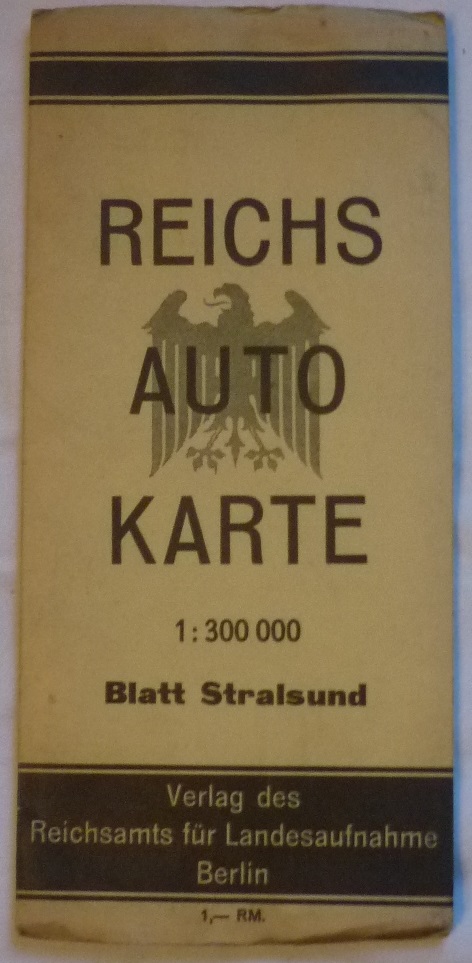 REICHS
AUTO
KARTE
1:300 000
Blatt Stralsund
Verlag des
Reichsamts für Landesaufnahme
Berlin
1,— RM.